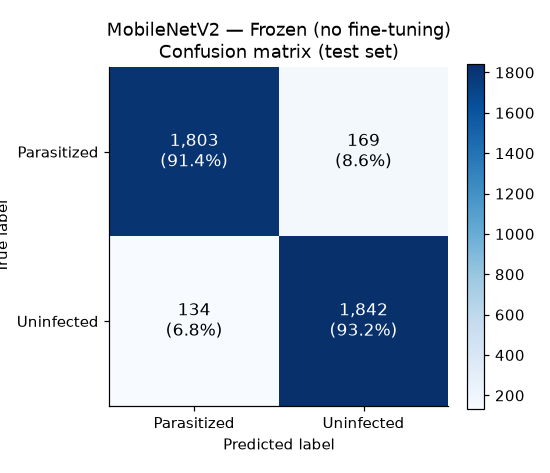 MobileNetV2 — Frozen (no fine-tuning)
Confusion matrix (test set)
True label
Parasitized
1,803
(91.4%)
169
(8.6%)
Uninfected
134
(6.8%)
1,842
(93.2%)
Parasitized
Uninfected
Predicted label
1800
1600
1400
1200
1000
800
600
400
200